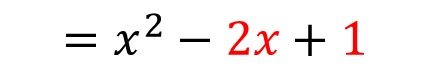 = x² − 2x + 1